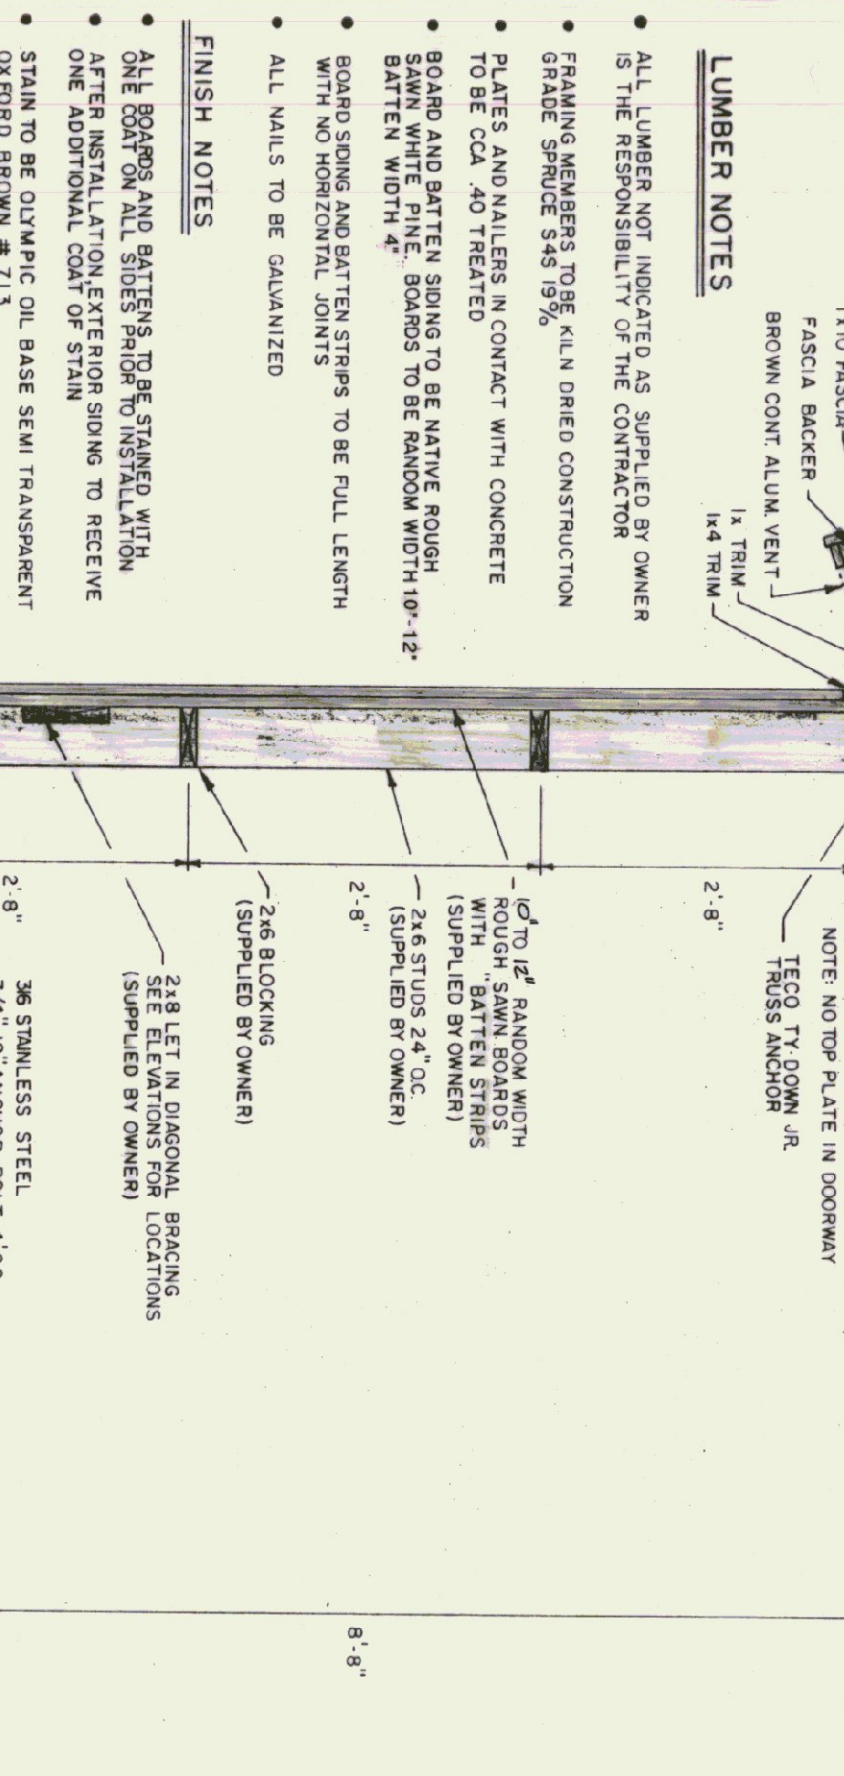 1x10 FASCIA
FASCIA BACKER
BROWN CONT. ALUM. VENT
1x TRIM
1x4 TRIM
LUMBER NOTES
• ALL LUMBER NOT INDICATED AS SUPPLIED BY OWNER
IS THE RESPONSIBILITY OF THE CONTRACTOR
• FRAMING MEMBERS TO BE KILN DRIED CONSTRUCTION
GRADE SPRUCE S4S 19%
• PLATES AND NAILERS IN CONTACT WITH CONCRETE
TO BE CCA .40 TREATED
• BOARD AND BATTEN SIDING TO BE NATIVE ROUGH
SAWN WHITE PINE. BOARDS TO BE RANDOM WIDTH 10"-12"
BATTEN WIDTH 4"
• BOARD SIDING AND BATTEN STRIPS TO BE FULL LENGTH
WITH NO HORIZONTAL JOINTS
• ALL NAILS TO BE GALVANIZED
FINISH NOTES
• ALL BOARDS AND BATTENS TO BE STAINED WITH
ONE COAT ON ALL SIDES PRIOR TO INSTALLATION
• AFTER INSTALLATION, EXTERIOR SIDING TO RECEIVE
ONE ADDITIONAL COAT OF STAIN
• STAIN TO BE OLYMPIC OIL BASE SEMI TRANSPARENT
OXFORD BROWN # 713
NOTE: NO TOP PLATE IN DOORWAY
TECO TY-DOWN JR.
TRUSS ANCHOR
2'-8"
10" TO 12" RANDOM WIDTH
ROUGH SAWN BOARDS
WITH "BATTEN STRIPS
(SUPPLIED BY OWNER)
2x6 STUDS 24" O.C.
(SUPPLIED BY OWNER)
2'-8"
2x6 BLOCKING
(SUPPLIED BY OWNER)
2x8 LET IN DIAGONAL BRACING
SEE ELEVATIONS FOR LOCATIONS
(SUPPLIED BY OWNER)
2'-8"
316 STAINLESS STEEL
8'-8"